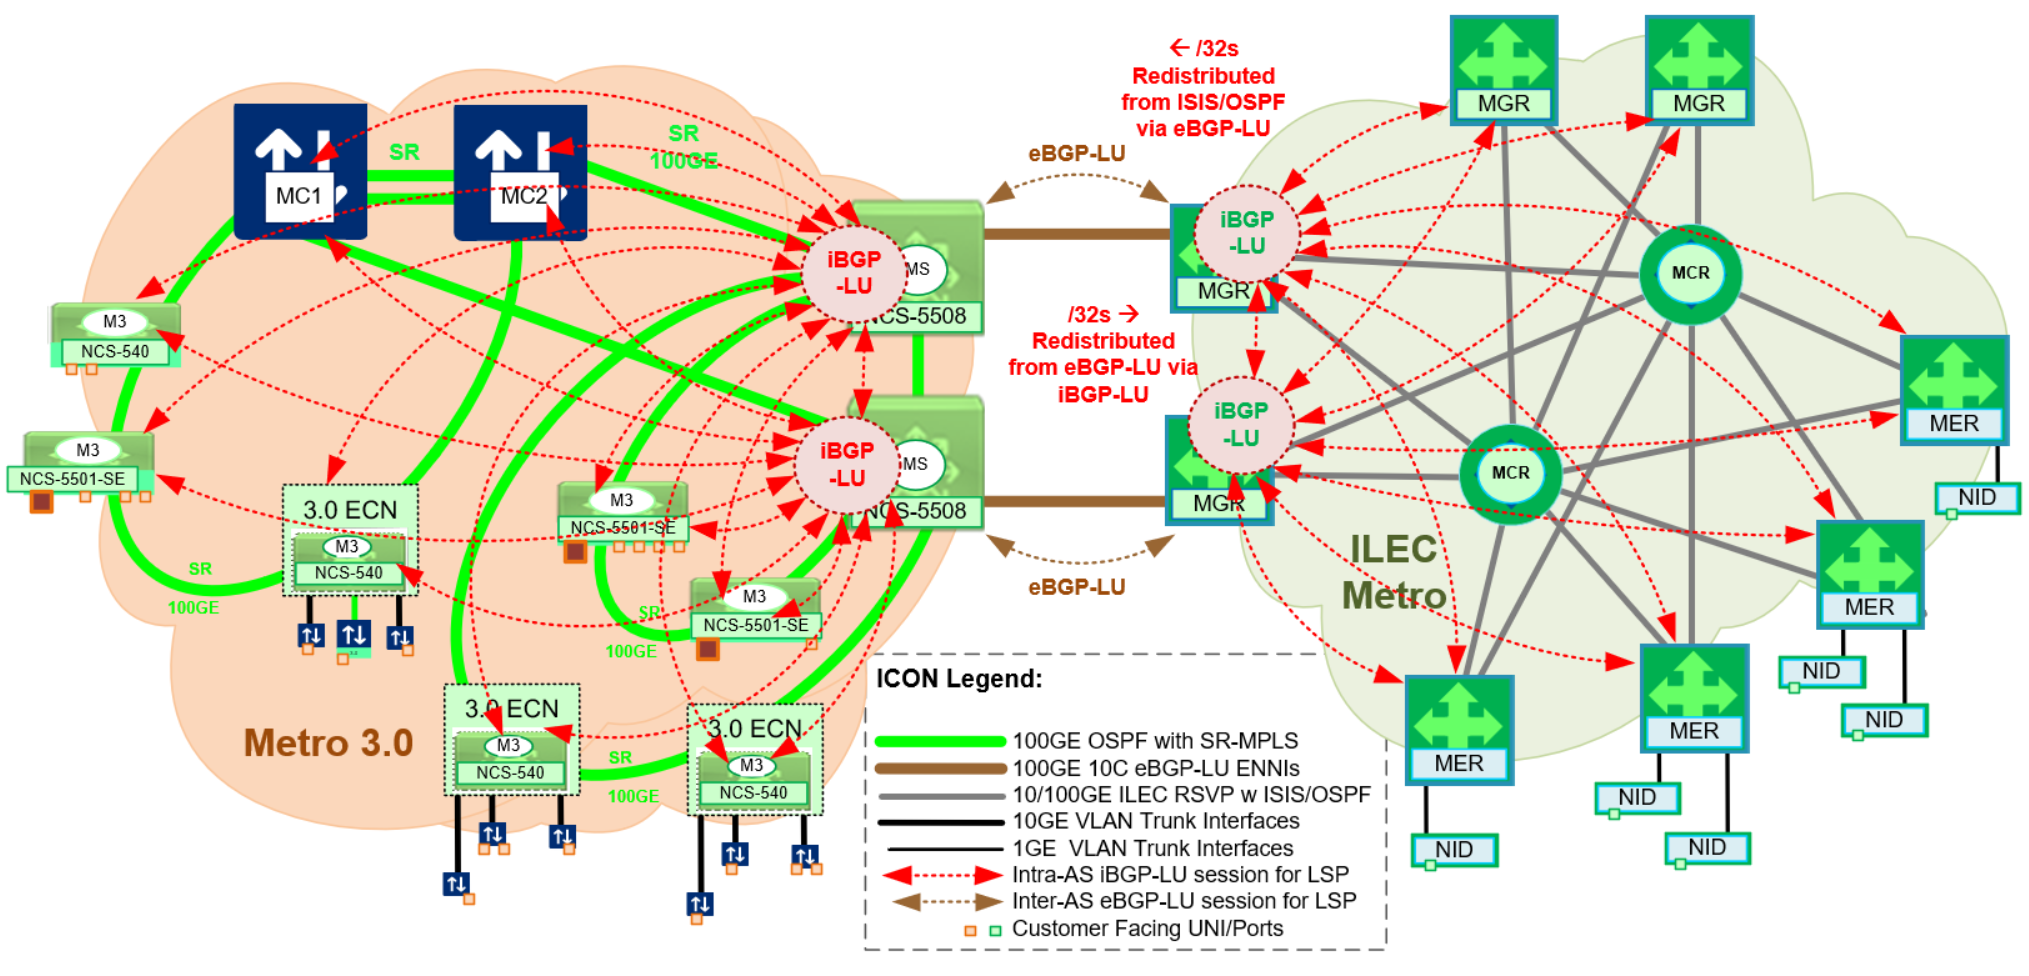 ← /32s
Redistributed
from ISIS/OSPF
via eBGP-LU
MGR
MGR
SR
SR
100GE
eBGP-LU
MC1
MC2
iBGP
-LU
MS
NCS-5508
iBGP
-LU
MGR
MCR
/32s →
Redistributed
from eBGP-LU via
iBGP-LU
M3
NCS-540
M3
NCS-5501-SE
iBGP
-LU
MS
NCS-5508
iBGP
-LU
MGR
MCR
MER
NID
3.0 ECN
M3
NCS-540
M3
NCS-5501-SE
SR
100GE
M3
NCS-5501-SE
SR
100GE
eBGP-LU
ILEC
Metro
MER
NID
NID
Metro 3.0
3.0 ECN
M3
NCS-540
SR
100GE
3.0 ECN
M3
NCS-540
MER
NID
NID
MER
NID
ICON Legend:
100GE OSPF with SR-MPLS
100GE 10C eBGP-LU ENNIs
10/100GE ILEC RSVP w ISIS/OSPF
10GE VLAN Trunk Interfaces
1GE VLAN Trunk Interfaces
Intra-AS iBGP-LU session for LSP
Inter-AS eBGP-LU session for LSP
Customer Facing UNI/Ports